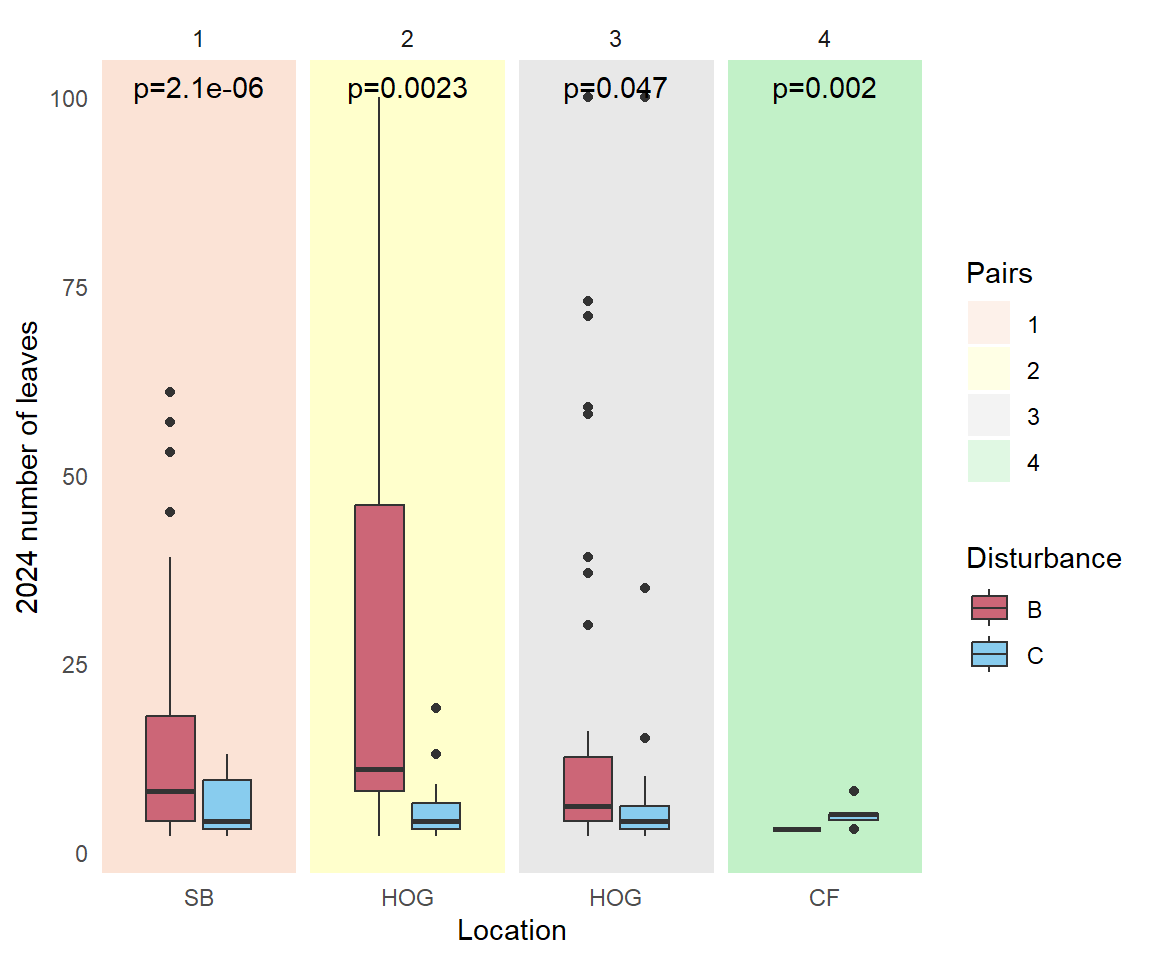 1 2 3 4
p=2.1e-06 p=0.0023 p=0.047 p=0.002
100
75
50
25
0
2024 number of leaves
SB HOG HOG CF
Location
Pairs
1
2
3
4
Disturbance
B
C